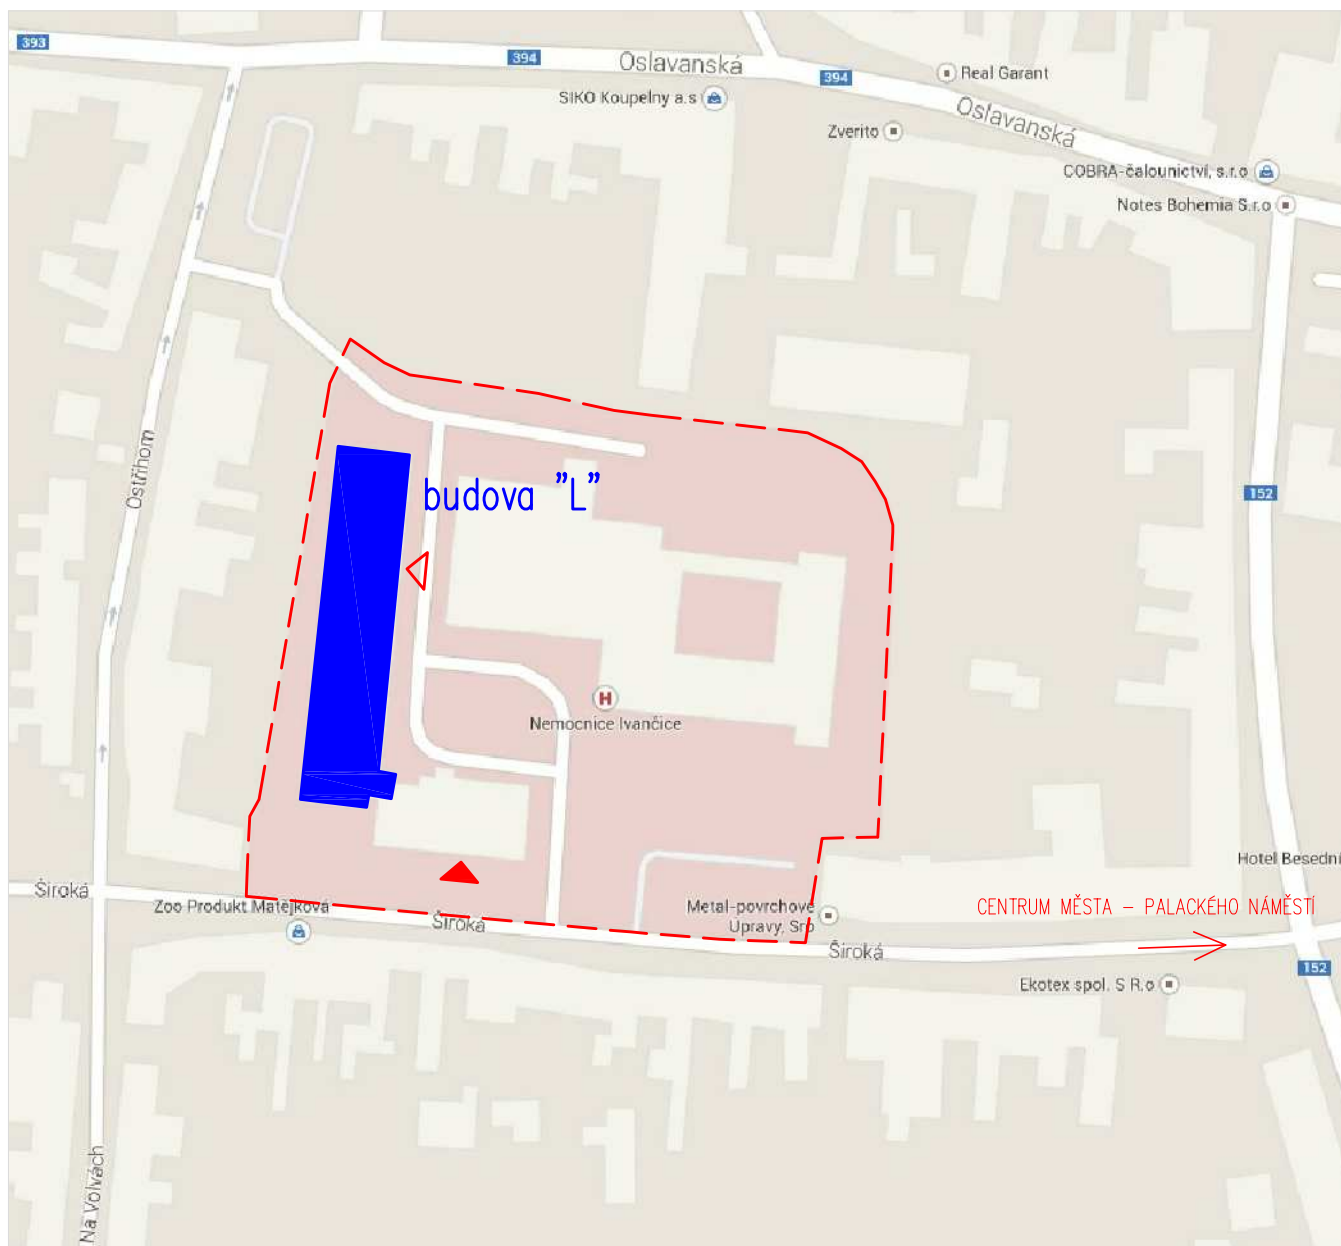 393
394
Oslavanská
394
Real Garant
SIKO Koupelny a.s
Oslavanská
Zverito
COBRA-čalounictví, s.r.o
Notes Bohemia S.r.o
Ostřihom
budova "L"
152
Nemocnice Ivančice
Hotel Besední
Široká
Zoo Produkt Matějková
Široká
Metal-povrchové
Úpravy, Sro
CENTRUM MĚSTA – PALACKÉHO NÁMĚSTÍ
Široká
152
Ekotex spol. S R.o
Na Volvách